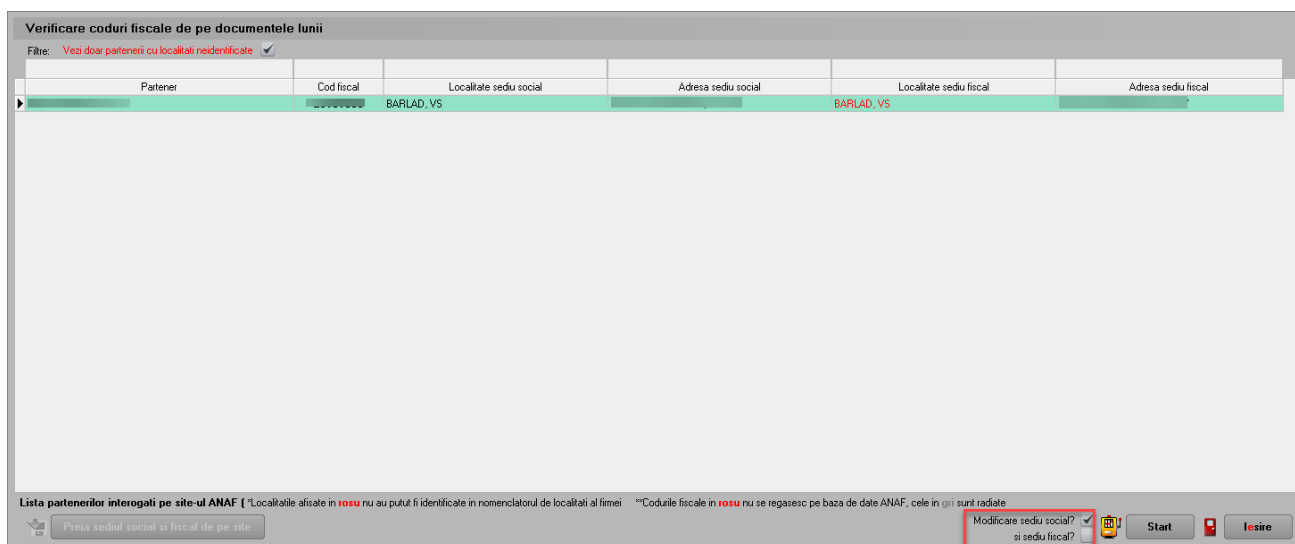 Verificare coduri fiscale de pe documentele lunii
Filtre: Vezi doar partenerii cu localitati neidentificate
Partener Cod fiscal Localitate sediu social Adresa sediu social Localitate sediu fiscal Adresa sediu fiscal
BARLAD, VS BARLAD, VS
Lista partenerilor interogati pe site-ul ANAF ( *Localitatile afisate in rosu nu au putut fi identificate in nomenclatorul de localitati al firmei **Codurile fiscale in rosu nu se regasesc pe baza de date ANAF, cele in gri sunt radiate
Preia sediul social si fiscal de pe site Modificare sediu social? Start Iesire
si sediu fiscal?